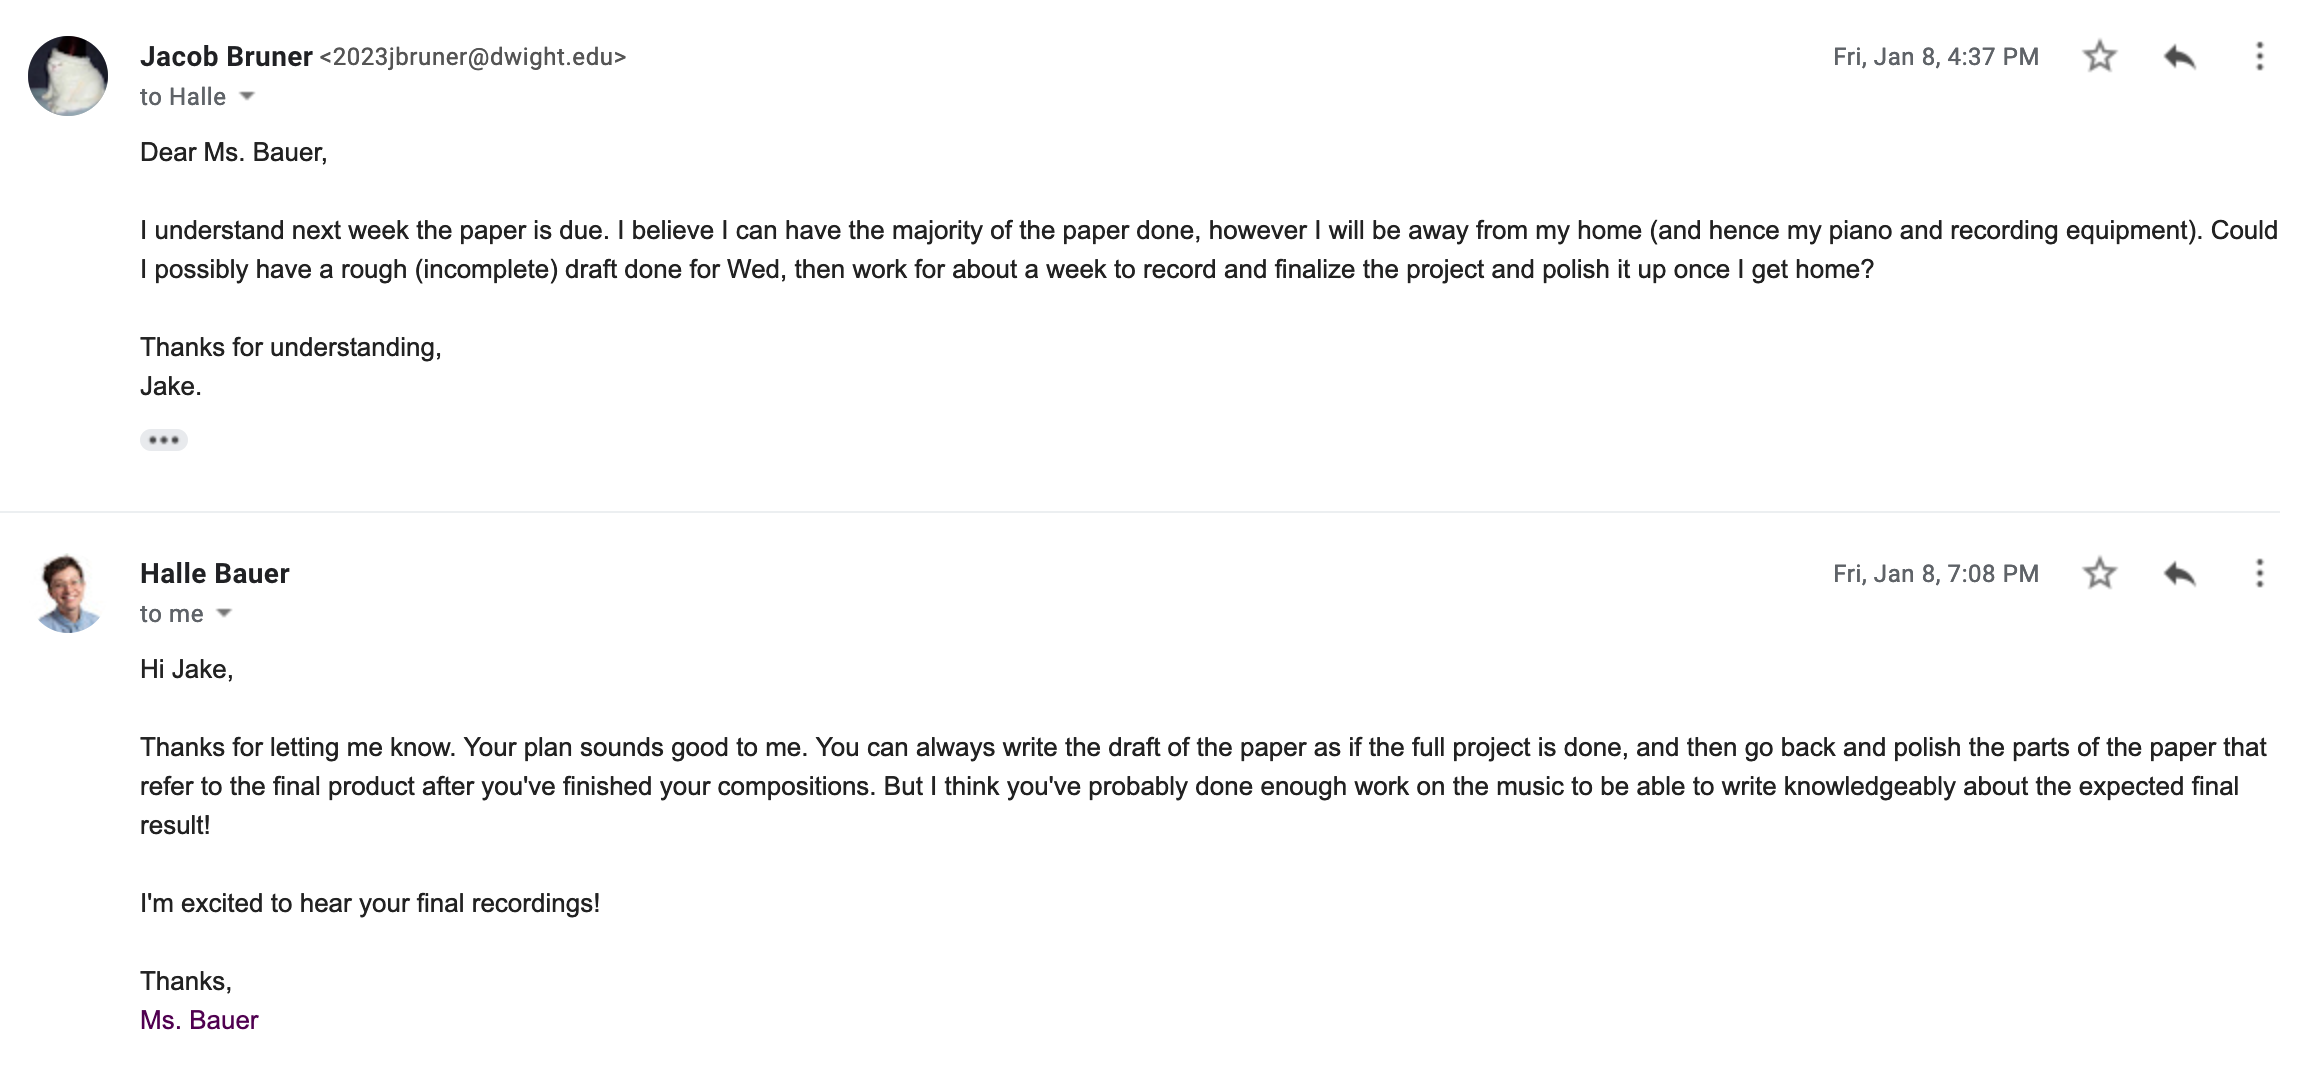 Jacob Bruner <2023jbruner@dwight.edu> Fri, Jan 8, 4:37 PM
to Halle
Dear Ms. Bauer,
I understand next week the paper is due. I believe I can have the majority of the paper done, however I will be away from my home (and hence my piano and recording equipment). Could
I possibly have a rough (incomplete) draft done for Wed, then work for about a week to record and finalize the project and polish it up once I get home?
Thanks for understanding,
Jake.
Halle Bauer Fri, Jan 8, 7:08 PM
to me
Hi Jake,
Thanks for letting me know. Your plan sounds good to me. You can always write the draft of the paper as if the full project is done, and then go back and polish the parts of the paper that
refer to the final product after you've finished your compositions. But I think you've probably done enough work on the music to be able to write knowledgeably about the expected final
result!
I'm excited to hear your final recordings!
Thanks,
Ms. Bauer